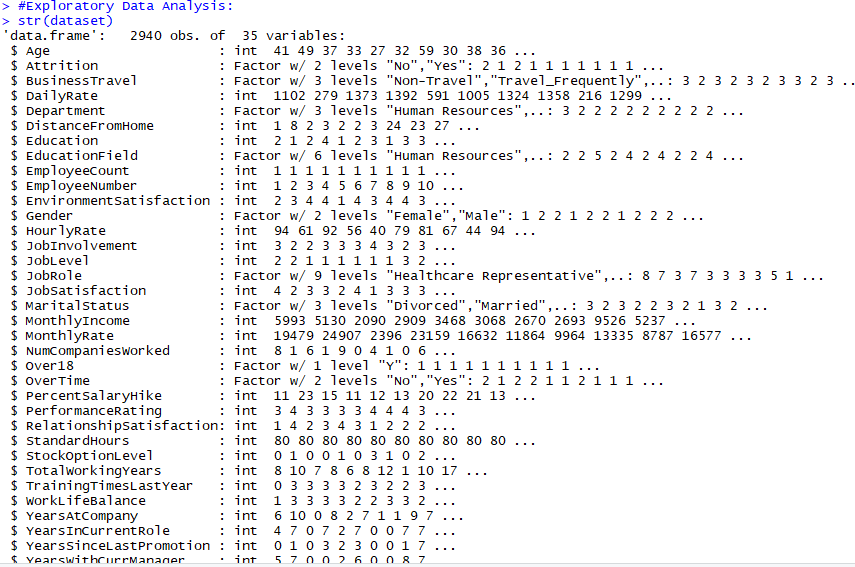 > #Exploratory Data Analysis:
> str(dataset)
'data.frame':   2940 obs. of  35 variables:
 $ Age                     : int  41 49 37 33 27 32 59 30 38 36 ...
 $ Attrition               : Factor w/ 2 levels "No","Yes": 2 1 2 1 1 1 1 1 1 1 ...
 $ BusinessTravel          : Factor w/ 3 levels "Non-Travel","Travel_Frequently",..: 3 2 3 2 3 2 3 3 2 3 ..
 $ DailyRate               : int  1102 279 1373 1392 591 1005 1324 1358 216 1299 ...
 $ Department              : Factor w/ 3 levels "Human Resources",..: 3 2 2 2 2 2 2 2 2 2 ...
 $ DistanceFromHome        : int  1 8 2 3 2 2 3 24 23 27 ...
 $ Education               : int  2 1 2 4 1 2 3 1 3 3 ...
 $ EducationField          : Factor w/ 6 levels "Human Resources",..: 2 2 5 2 4 2 4 2 2 4 ...
 $ EmployeeCount           : int  1 1 1 1 1 1 1 1 1 1 ...
 $ EmployeeNumber          : int  1 2 3 4 5 6 7 8 9 10 ...
 $ EnvironmentSatisfaction : int  2 3 4 4 1 4 3 4 4 3 ...
 $ Gender                  : Factor w/ 2 levels "Female","Male": 1 2 2 1 2 2 1 2 2 2 ...
 $ HourlyRate              : int  94 61 92 56 40 79 81 67 44 94 ...
 $ JobInvolvement          : int  3 2 2 3 3 3 4 3 2 3 ...
 $ JobLevel                : int  2 2 1 1 1 1 1 1 3 2 ...
 $ JobRole                 : Factor w/ 9 levels "Healthcare Representative",..: 8 7 3 7 3 3 3 3 5 1 ...
 $ JobSatisfaction         : int  4 2 3 3 2 4 1 3 3 3 ...
 $ MaritalStatus           : Factor w/ 3 levels "Divorced","Married",..: 3 2 3 2 2 3 2 1 3 2 ...
 $ MonthlyIncome           : int  5993 5130 2090 2909 3468 3068 2670 2693 9526 5237 ...
 $ MonthlyRate             : int  19479 24907 2396 23159 16632 11864 9964 13335 8787 16577 ...
 $ NumCompaniesWorked      : int  8 1 6 1 9 0 4 1 0 6 ...
 $ Over18                  : Factor w/ 1 level "Y": 1 1 1 1 1 1 1 1 1 1 ...
 $ OverTime                : Factor w/ 2 levels "No","Yes": 2 1 2 2 1 1 2 1 1 1 ...
 $ PercentSalaryHike       : int  11 23 15 11 12 13 20 22 21 13 ...
 $ PerformanceRating       : int  3 4 3 3 3 3 4 4 4 3 ...
 $ RelationshipSatisfaction: int  1 4 2 3 4 3 1 2 2 2 ...
 $ StandardHours           : int  80 80 80 80 80 80 80 80 80 80 ...
 $ StockOptionLevel        : int  0 1 0 0 1 0 3 1 0 2 ...
 $ TotalWorkingYears       : int  8 10 7 8 6 8 12 1 10 17 ...
 $ TrainingTimesLastYear   : int  0 3 3 3 3 2 3 2 2 3 ...
 $ WorkLifeBalance         : int  1 3 3 3 3 2 2 3 3 2 ...
 $ YearsAtCompany          : int  6 10 0 8 2 7 1 1 9 7 ...
 $ YearsInCurrentRole      : int  4 7 0 7 2 7 0 0 7 7 ...
 $ YearsSinceLastPromotion : int  0 1 0 3 2 3 0 0 1 7 ...
 $ YearsWithCurrManager    : int  5 7 0 0 2 6 0 0 8 7